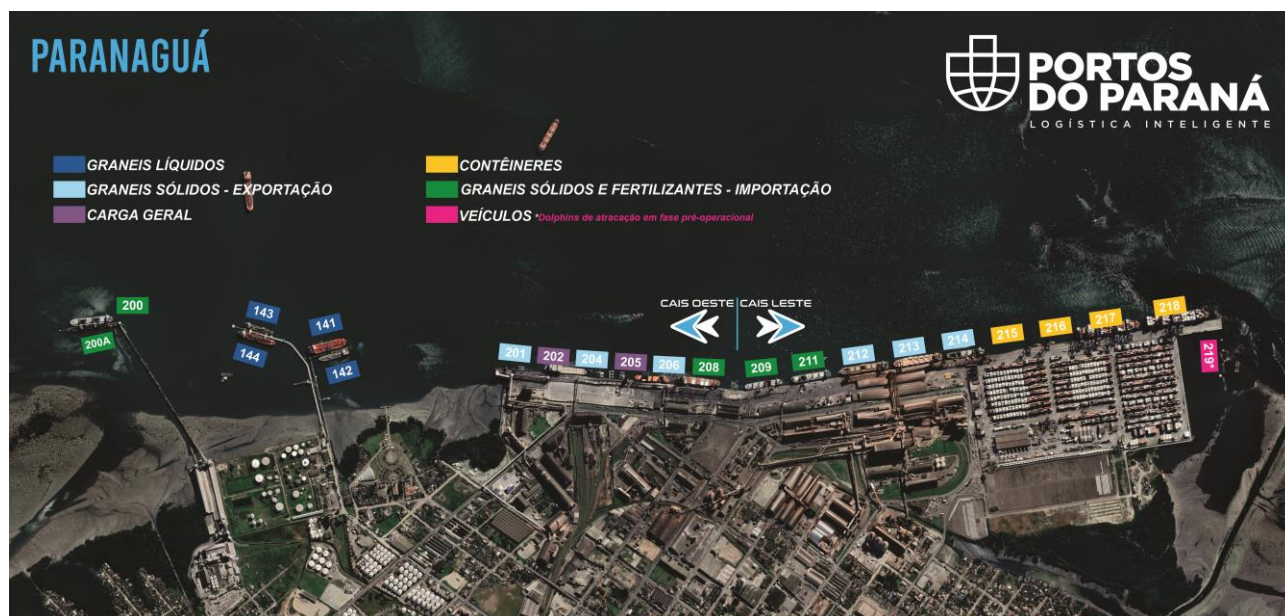 PARANAGUÁ
PORTOS
DO PARANÁ
LOGÍSTICA INTELIGENTE
GRANEIS LÍQUIDOS
GRANEIS SÓLIDOS - EXPORTAÇÃO
CARGA GERAL
CONTÊINERES
GRANEIS SÓLIDOS E FERTILIZANTES - IMPORTAÇÃO
VEÍCULOS *Dolphins de atracação em fase pré-operacional
200
200A
143
144
141
142
CAIS OESTE
CAIS LESTE
201
202
204
205
206
208
209
211
212
213
214
215
216
217
218
219*